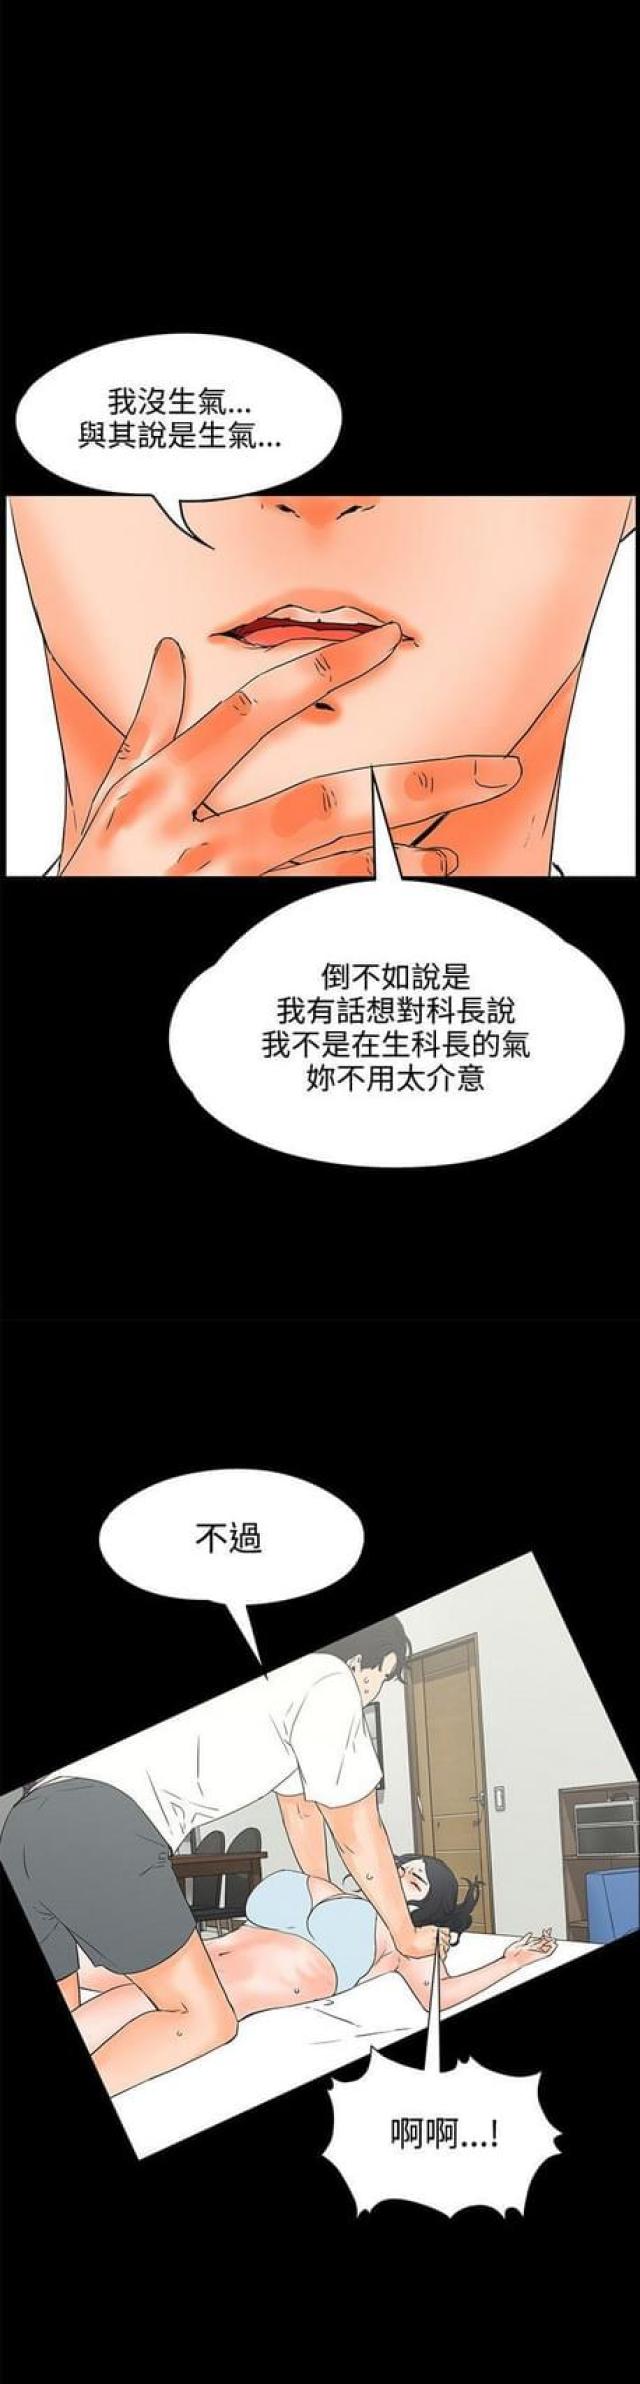 我沒生氣...
與其說是生氣...
倒不如說是
我有話想對科長說
我不是在生科長的氣
妳不用太介意
不過
啊啊...!